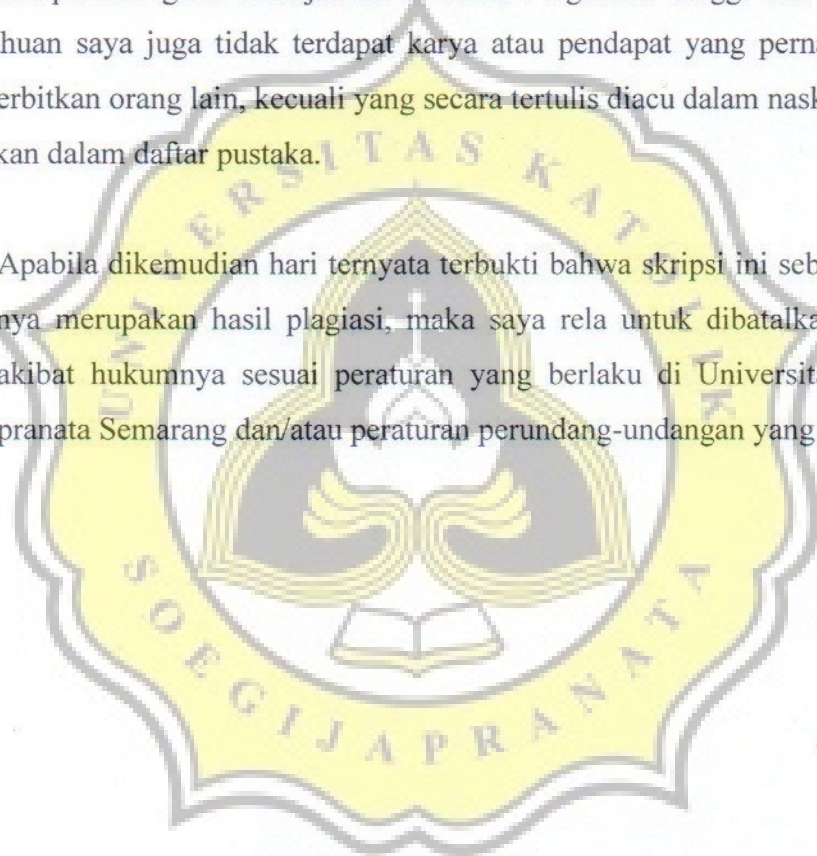 huan saya juga tidak terdapat karya atau pendapat yang perna
erbitkan orang lain, kecuali yang secara tertulis diacu dalam nask
kan dalam daftar pustaka.
Apabila dikemudian hari ternyata terbukti bahwa skripsi ini seb
nya merupakan hasil plagiasi, maka saya rela untuk dibatalka
akibat hukumnya sesuai peraturan yang berlaku di Universita
pranata Semarang dan/atau peraturan perundang-undangan yang
UNIVERSITAS KATOLIK
SOEGIJAPRANATA